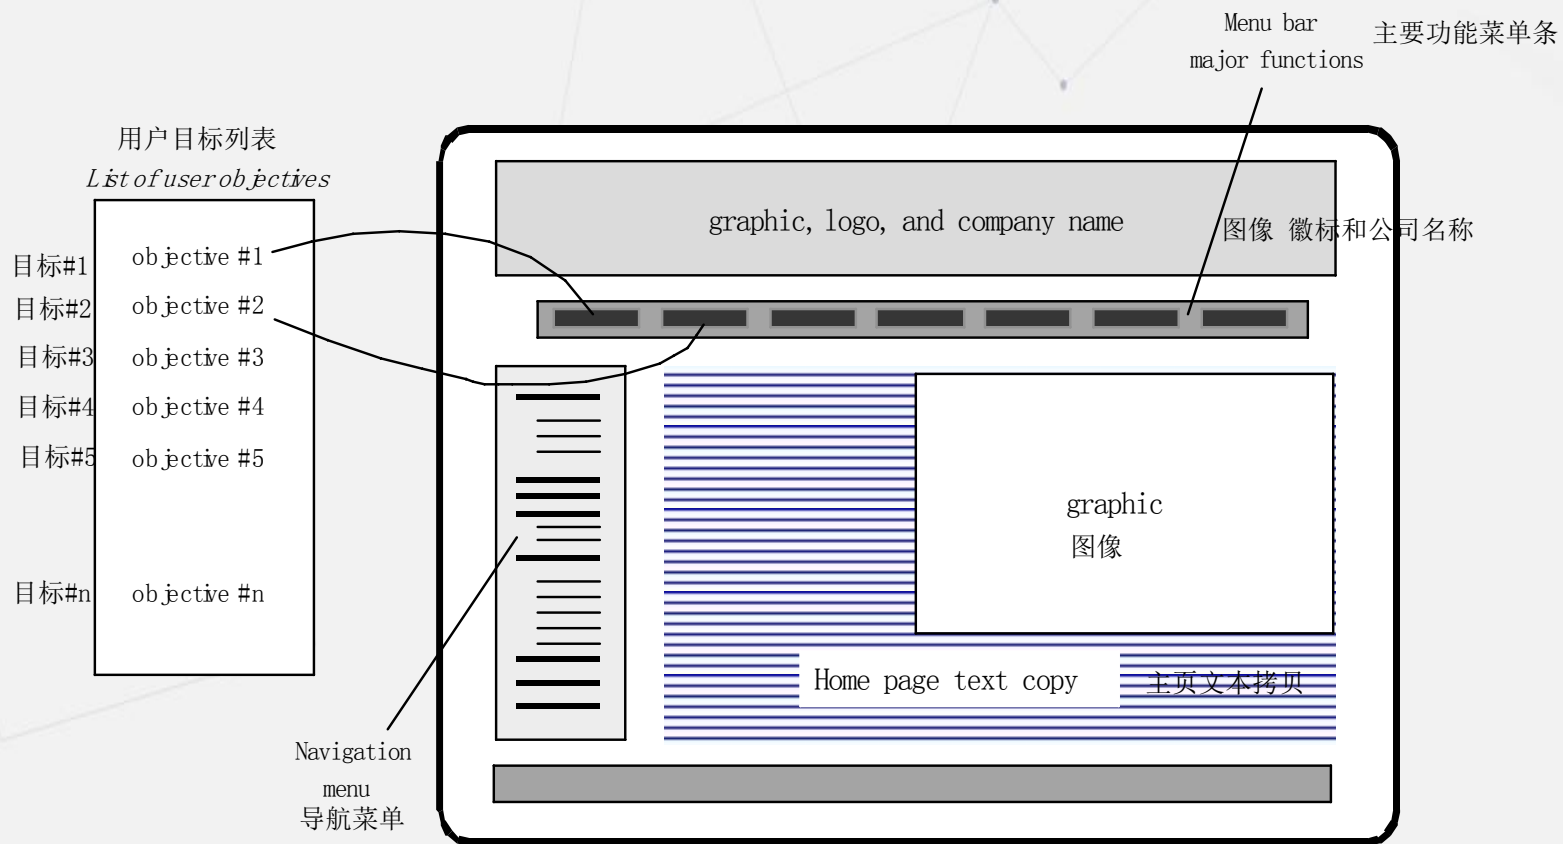 Menu bar
major functions
主要功能菜单条
用户目标列表
List of user objectives
graphic, logo, and company name
图像 徽标和公司名称
目标#1
objective #1
目标#2
objective #2
目标#3
objective #3
目标#4
objective #4
目标#5
objective #5
目标#n
objective #n
graphic
图像
Home page text copy
主页文本拷贝
Navigation
menu
导航菜单